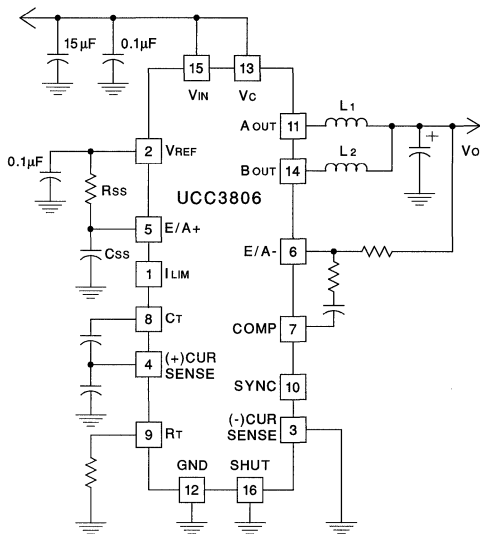 15µF
0.1µF
15
13
VIN
VC
AOUT
11
L1
BOUT
14
L2
+
VO
0.1µF
2
VREF
RSS
UCC3806
5
E/A+
CSS
1
ILIM
E/A-
6
8
CT
COMP
7
4
(+)CUR
SENSE
SYNC
10
(-)CUR
SENSE
3
9
RT
GND
SHUT
12
16